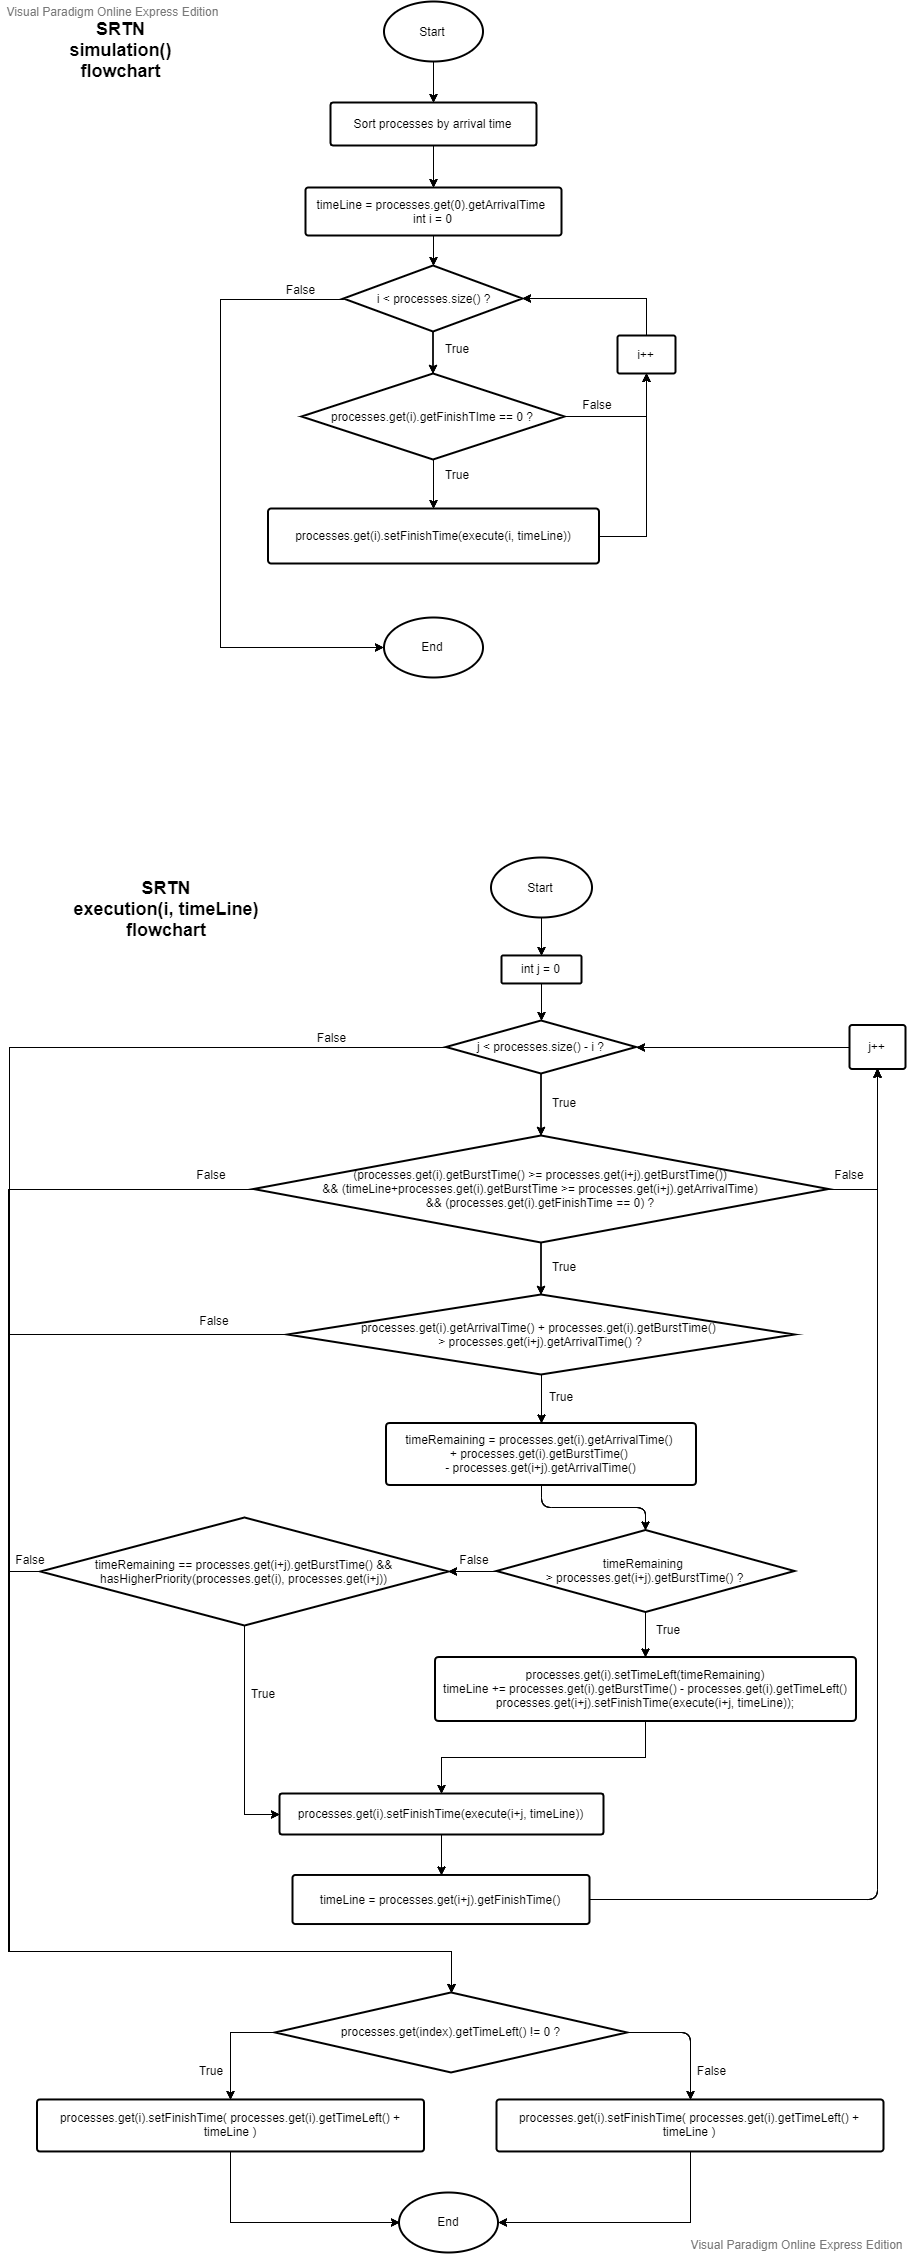 Visual Paradigm Online Express Edition
SRTN
simulation()
flowchart
Start
Sort processes by arrival time
timeLine = processes.get(0).getArrivalTime
int i = 0
False
i < processes.size() ?
True
i++
processes.get(i).getFinishTIme == 0 ?
False
True
processes.get(i).setFinishTime(execute(i, timeLine))
End
SRTN
execution(i, timeLine)
flowchart
Start
int j = 0
False
j < processes.size() - i ?
j++
True
False
(processes.get(i).getBurstTime() >= processes.get(i+j).getBurstTime())
&& (timeLine+processes.get(i).getBurstTime >= processes.get(i+j).getArrivalTime)
&& (processes.get(i).getFinishTime == 0) ?
False
True
False
processes.get(i).getArrivalTime() + processes.get(i).getBurstTime()
> processes.get(i+j).getArrivalTime() ?
True
timeRemaining = processes.get(i).getArrivalTime()
+ processes.get(i).getBurstTime()
- processes.get(i+j).getArrivalTime()
False
timeRemaining == processes.get(i+j).getBurstTime() &&
hasHigherPriority(processes.get(i), processes.get(i+j))
False
timeRemaining
> processes.get(i+j).getBurstTime() ?
True
processes.get(i).setTimeLeft(timeRemaining)
timeLine += processes.get(i).getBurstTime() - processes.get(i).getTimeLeft()
processes.get(i+j).setFinishTime(execute(i+j, timeLine));
True
processes.get(i).setFinishTime(execute(i+j, timeLine))
timeLine = processes.get(i+j).getFinishTime()
processes.get(index).getTimeLeft() != 0 ?
True
False
processes.get(i).setFinishTime( processes.get(i).getTimeLeft() +
timeLine )
processes.get(i).setFinishTime( processes.get(i).getTimeLeft() +
timeLine )
End
Visual Paradigm Online Express Edition